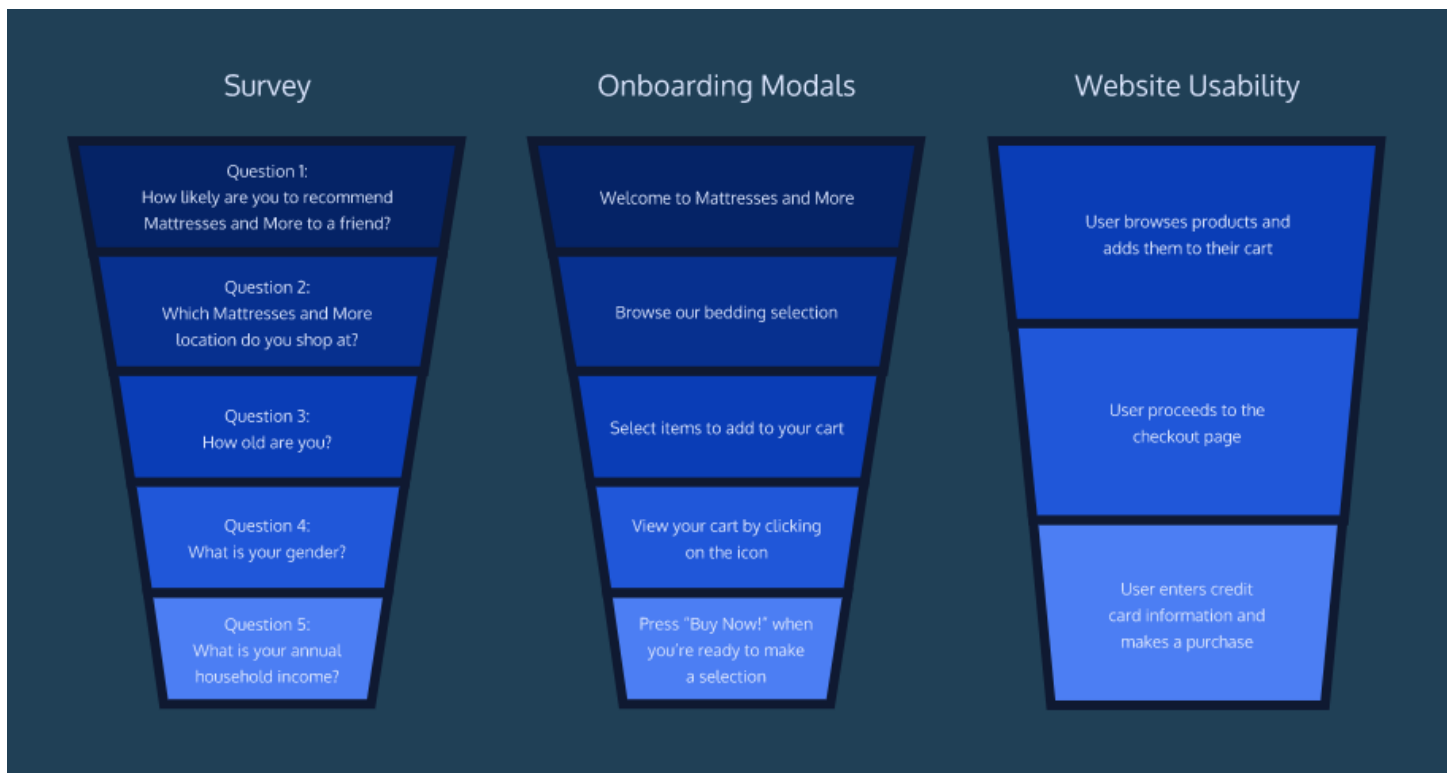 Survey
Question 1:
How likely are you to recommend
Mattresses and More to a friend?
Question 2:
Which Mattresses and More
location do you shop at?
Question 3:
How old are you?
Question 4:
What is your gender?
Question 5:
What is your annual
household income?
Onboarding Modals
Welcome to Mattresses and More
Browse our bedding selection
Select items to add to your cart
View your cart by clicking
on the icon
Press "Buy Now!" when
you're ready to make
a selection
Website Usability
User browses products and
adds them to their cart
User proceeds to the
checkout page
User enters credit
card information and
makes a purchase